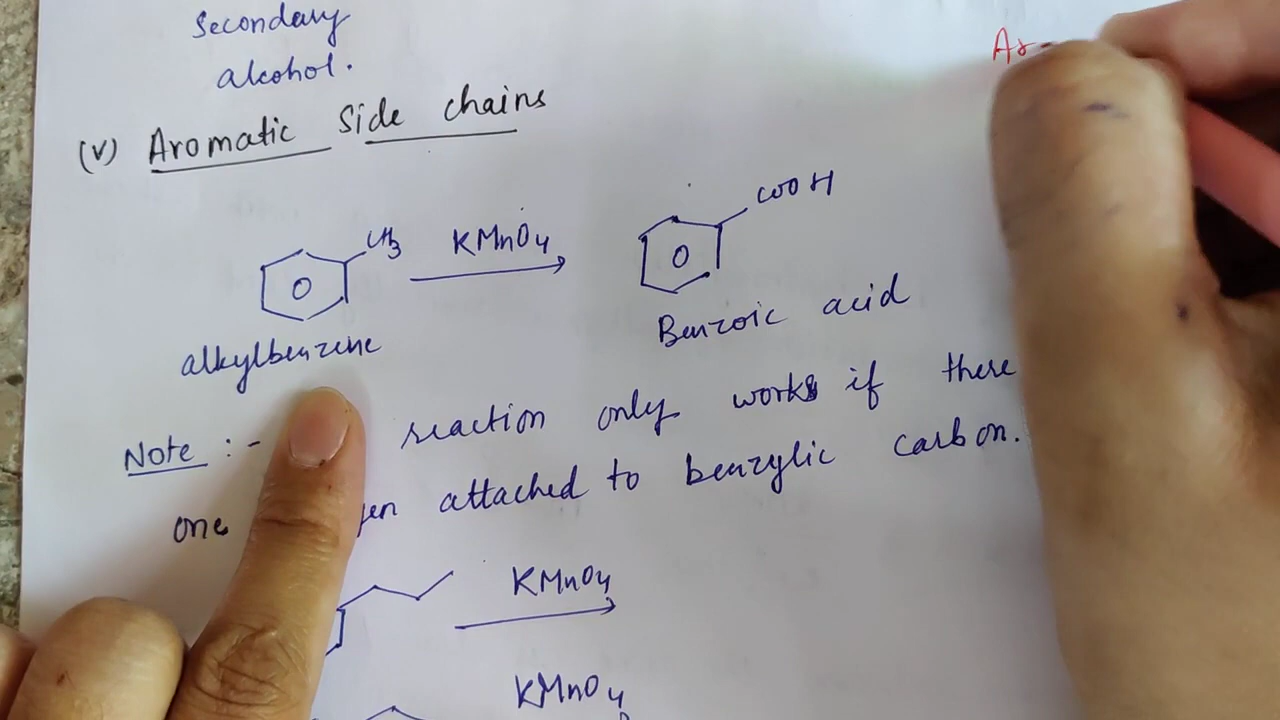 Secondary
alcohol.
(V) Aromatic Side chains
CH3 KMnO4 COOH
alkylbenzene
Benzoic acid
Note :- reaction only works if there
one attached to benzylic carbon.
KMnO4
KMnO4